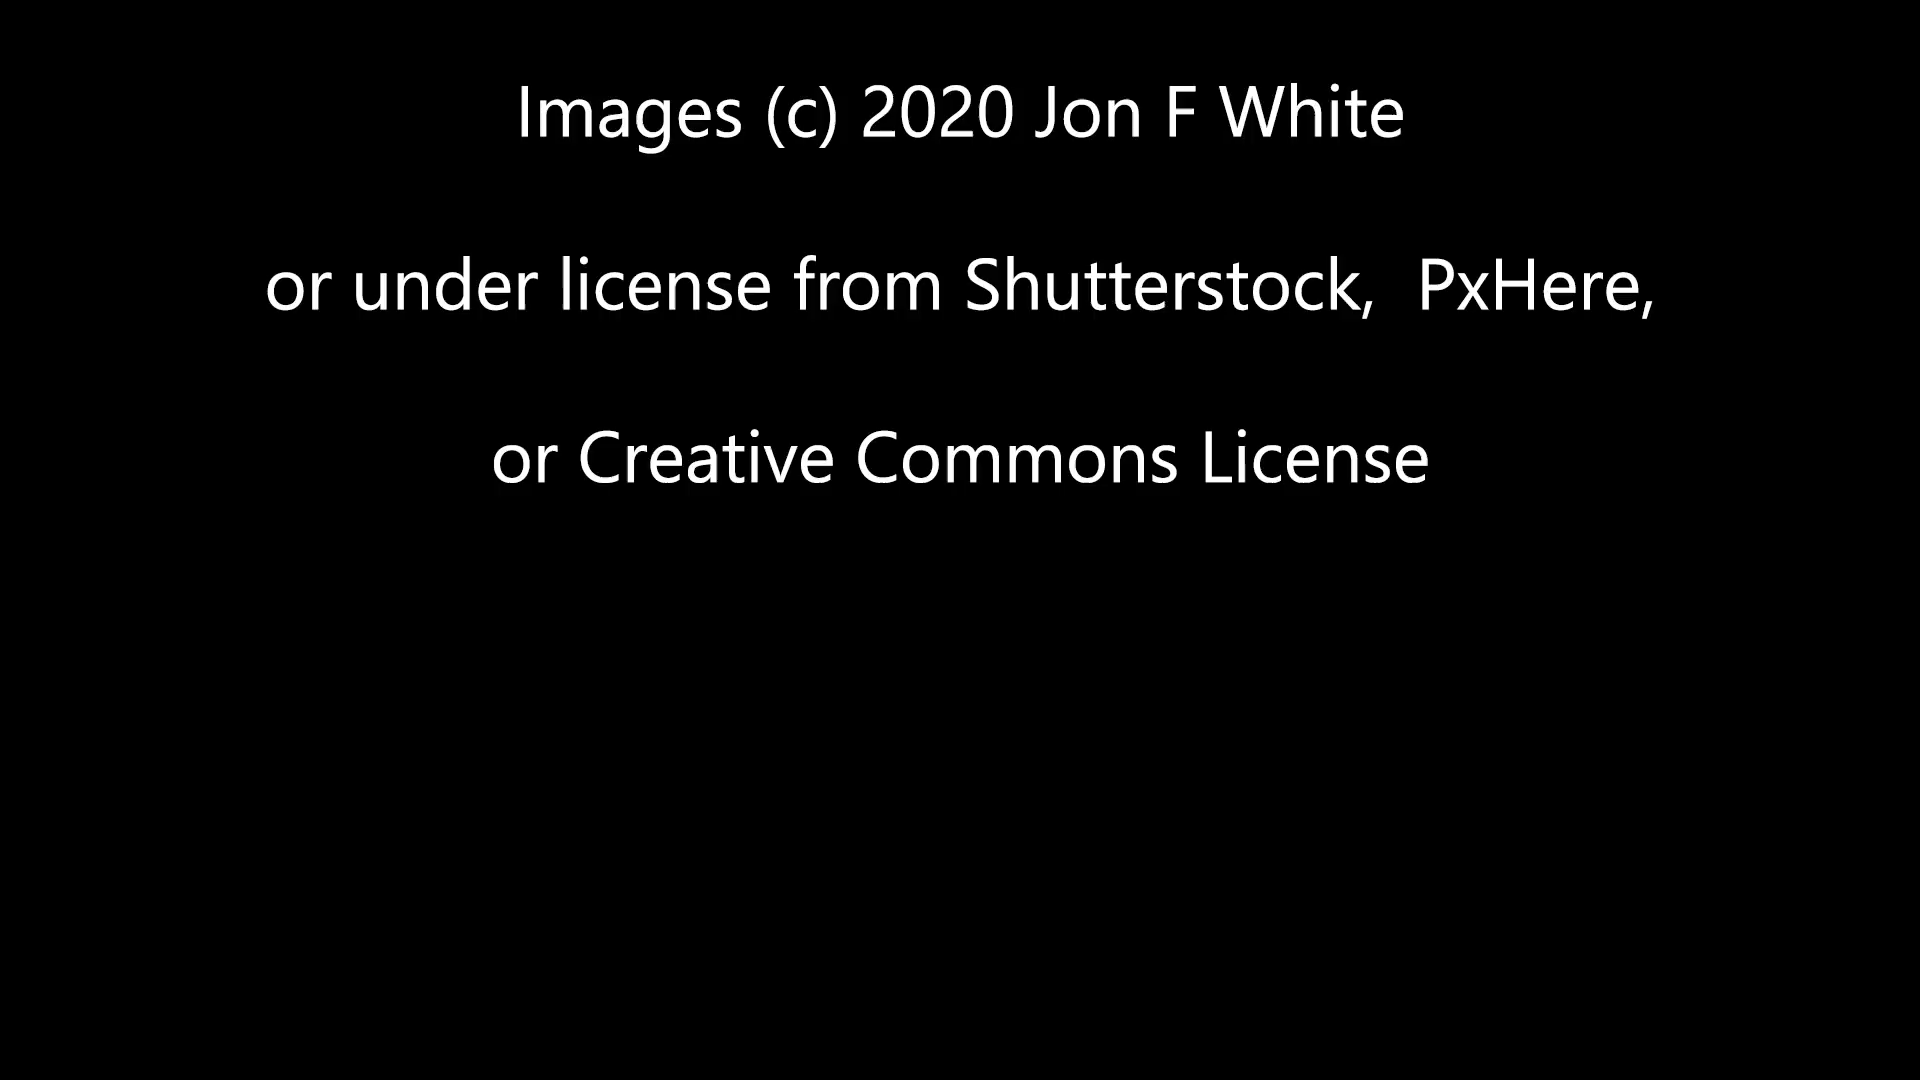 Images (c) 2020 Jon F White
or under license from Shutterstock,  PxHere,
or Creative Commons License